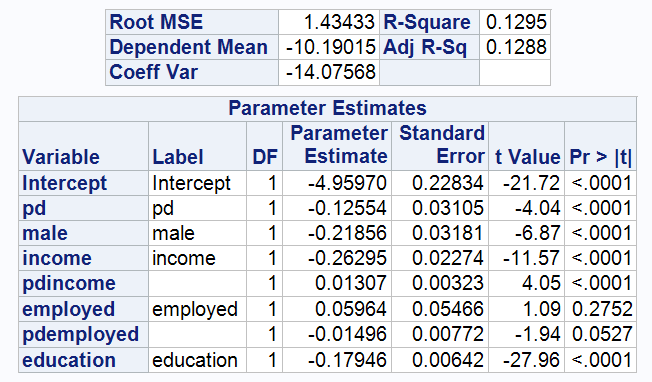 Root MSE 1.43433 R-Square 0.1295
Dependent Mean -10.19015 Adj R-Sq 0.1288
Coeff Var -14.07568
Parameter Estimates
Variable Label DF Parameter Estimate Standard Error t Value Pr > |t|
Intercept Intercept 1 -4.95970 0.22834 -21.72 <.0001
pd pd 1 -0.12554 0.03105 -4.04 <.0001
male male 1 -0.21856 0.03181 -6.87 <.0001
income income 1 -0.26295 0.02274 -11.57 <.0001
pdincome 1 0.01307 0.00323 4.05 <.0001
employed employed 1 0.05964 0.05466 1.09 0.2752
pdemployed 1 -0.01496 0.00772 -1.94 0.0527
education education 1 -0.17946 0.00642 -27.96 <.0001